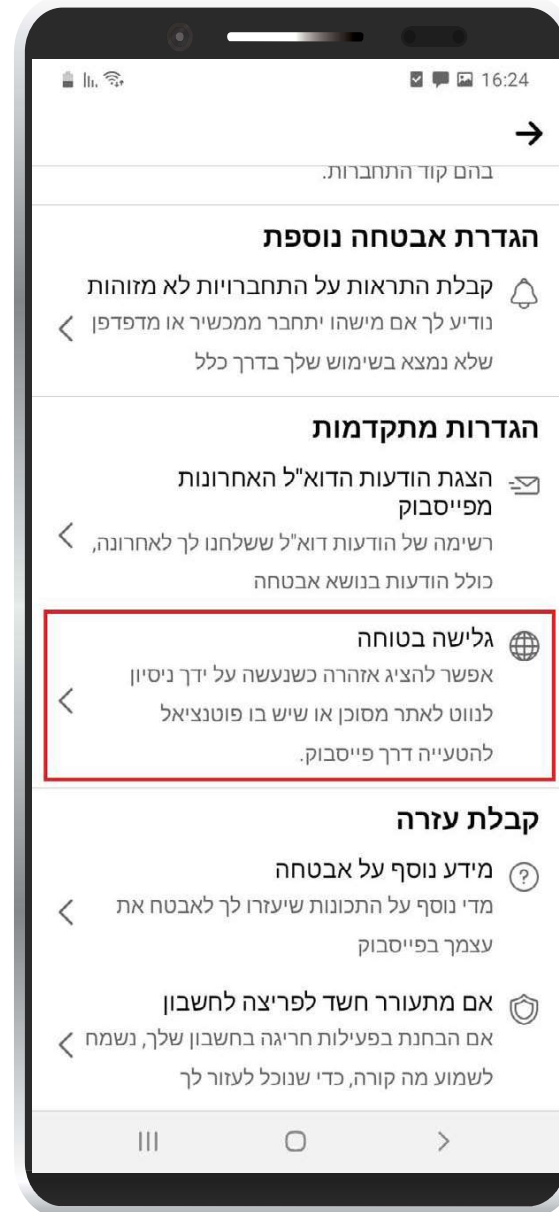 16:24
בהם קוד התחברות.
הגדרת אבטחה נוספת
קבלת התראות על התחברויות לא מזוהות
נודיע לך אם מישהו יתחבר ממכשיר או מדפדפן
שלא נמצא בשימוש שלך בדרך כלל
הגדרות מתקדמות
הצגת הודעות הדוא"ל האחרונות
מפייסבוק
רשימה של הודעות דוא"ל ששלחנו לך לאחרונה,
כולל הודעות בנושא אבטחה
גלישה בטוחה
אפשר להציג אזהרה כשנעשה על ידך ניסיון
לנווט לאתר מסוכן או שיש בו פוטנציאל
להטעייה דרך פייסבוק.
קבלת עזרה
מידע נוסף על אבטחה
מדי נוסף על התכונות שיעזרו לך לאבטח את
עצמך בפייסבוק
אם מתעורר חשד לפריצה לחשבון
אם הבחנת בפעילות חריגה בחשבון שלך, נשמח
לשמוע מה קורה, כדי שנוכל לעזור לך